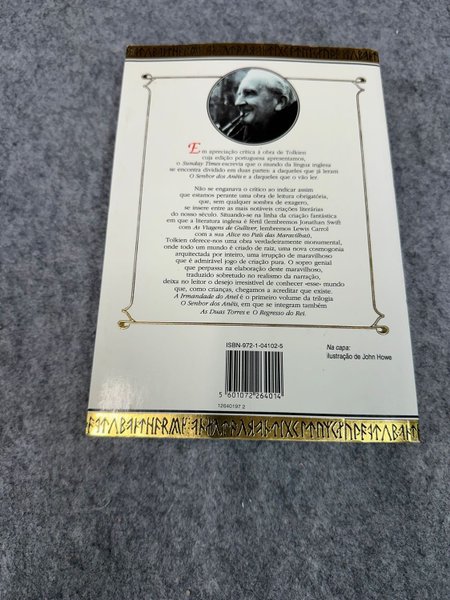 Em apreciação crítica à obra de Tolkien
cuja edição portuguesa apresentamos,
o Sunday Times escrevia que o mundo da língua inglesa
se encontra dividido em duas partes: a daqueles que já leram
O Senhor dos Anéis e a daqueles que o vão ler.
Não se enganava o crítico ao indicar assim
que estamos perante uma obra de leitura obrigatória,
que, sem qualquer sombra de exagero,
se insere entre as mais notáveis criações literárias
do nosso século. Situando-se na linha da criação fantástica
em que a literatura inglesa é fértil (lembremos Jonathan Swift
com As Viagens de Gulliver, lembremos Lewis Carrol
com a sua Alice no País das Maravilhas),
Tolkien oferece-nos uma obra verdadeiramente monumental,
onde todo um mundo é criado de raiz, uma nova cosmogonia
arquitectada por inteiro, uma irrupção de maravilhoso
que é admirável jogo de criação pura. O sopro genial
que perpassa na elaboração deste maravilhoso,
traduzido sobretudo no realismo da narração,
deixa no leitor o desejo irresistível de conhecer «esse» mundo
que, como crianças, chegamos a acreditar que existe.
A Irmandade do Anel é o primeiro volume da trilogia
O Senhor dos Anéis, em que se integram também
As Duas Torres e O Regresso do Rei.
ISBN-972-1-04102-5
5 601072 264014
12640197 2
Na capa:
ilustração de John Howe